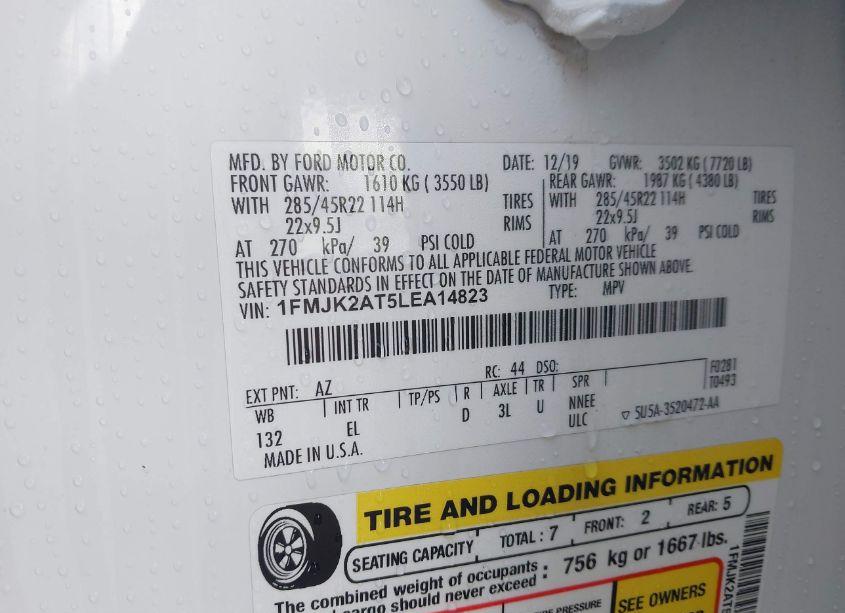 MFD. BY FORD MOTOR CO. DATE: 12/19 GVWR: 3502 KG ( 7720 LB)
FRONT GAWR: 1610 KG ( 3550 LB) REAR GAWR: 1987 KG ( 4380 LB)
WITH 285/45R22 114H TIRES WITH 285/45R22 114H TIRES
22x9.5J RIMS 22x9.5J RIMS
AT 270 kPa/ 39 PSI COLD AT 270 kPa/ 39 PSI COLD
THIS VEHICLE CONFORMS TO ALL APPLICABLE FEDERAL MOTOR VEHICLE
SAFETY STANDARDS IN EFFECT ON THE DATE OF MANUFACTURE SHOWN ABOVE.
VIN: 1FMJK2AT5LEA14823 TYPE: MPV
EXT PNT: AZ RC: 44 DSO: F0281
T0493
WB INT TR TP/PS R AXLE TR SPR
132 EL D 3L U NNEE
ULC ▽ 5U5A-3520472-AA
MADE IN U.S.A.
TIRE AND LOADING INFORMATION
SEATING CAPACITY TOTAL : 7 FRONT: 2 REAR: 5
The combined weight of occupants
cargo should never exceed : 756 kg or 1667 lbs.
PRESSURE
SEE OWNERS
1FMJK2AT5